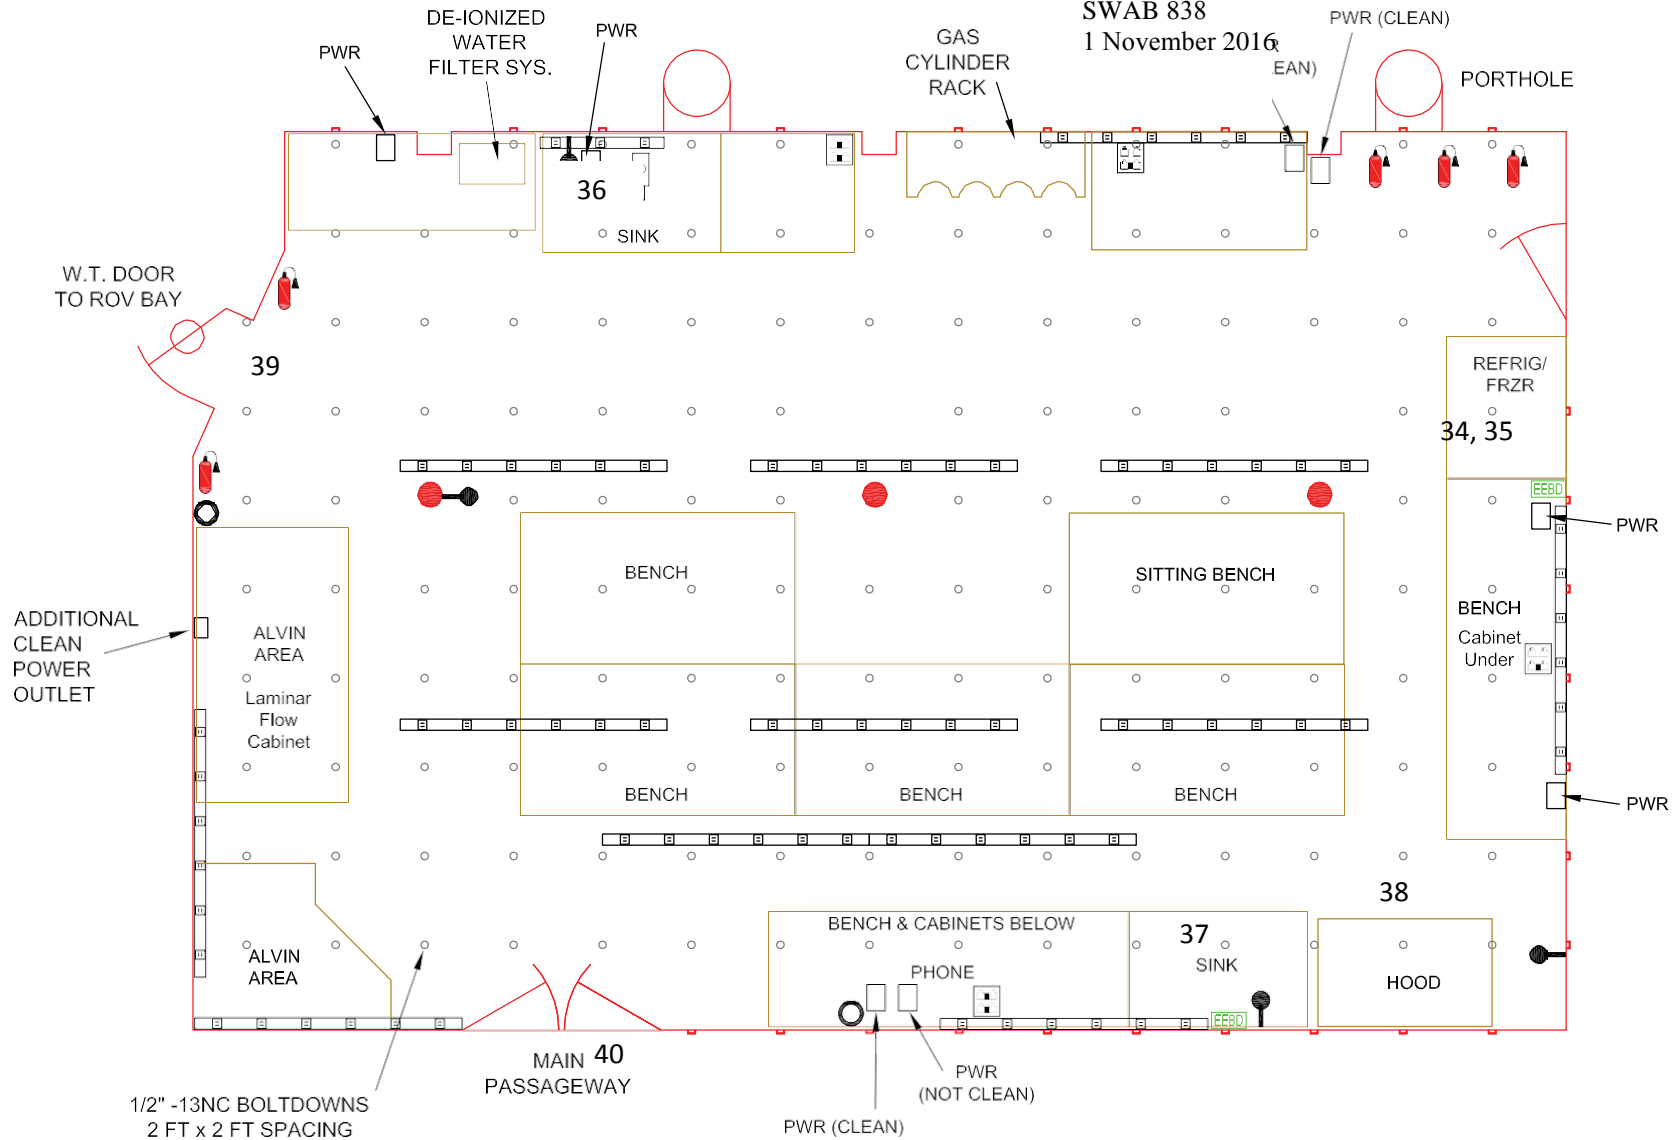 SWAB 838
1 November 2016
PWR (CLEAN)
DE-IONIZED
WATER
FILTER SYS.
PWR
PWR
GAS
CYLINDER
RACK
EAN)
PORTHOLE
36
SINK
W.T. DOOR
TO ROV BAY
39
REFRIG/
FRZR
34, 35
EEBD
PWR
BENCH
SITTING BENCH
BENCH
Cabinet
Under
ADDITIONAL
CLEAN
POWER
OUTLET
ALVIN
AREA
Laminar
Flow
Cabinet
BENCH
BENCH
BENCH
PWR
38
BENCH & CABINETS BELOW
37
SINK
PHONE
HOOD
ALVIN
AREA
EEBD
MAIN 40
PASSAGEWAY
PWR
(NOT CLEAN)
PWR (CLEAN)
1/2" -13NC BOLTDOWNS
2 FT x 2 FT SPACING